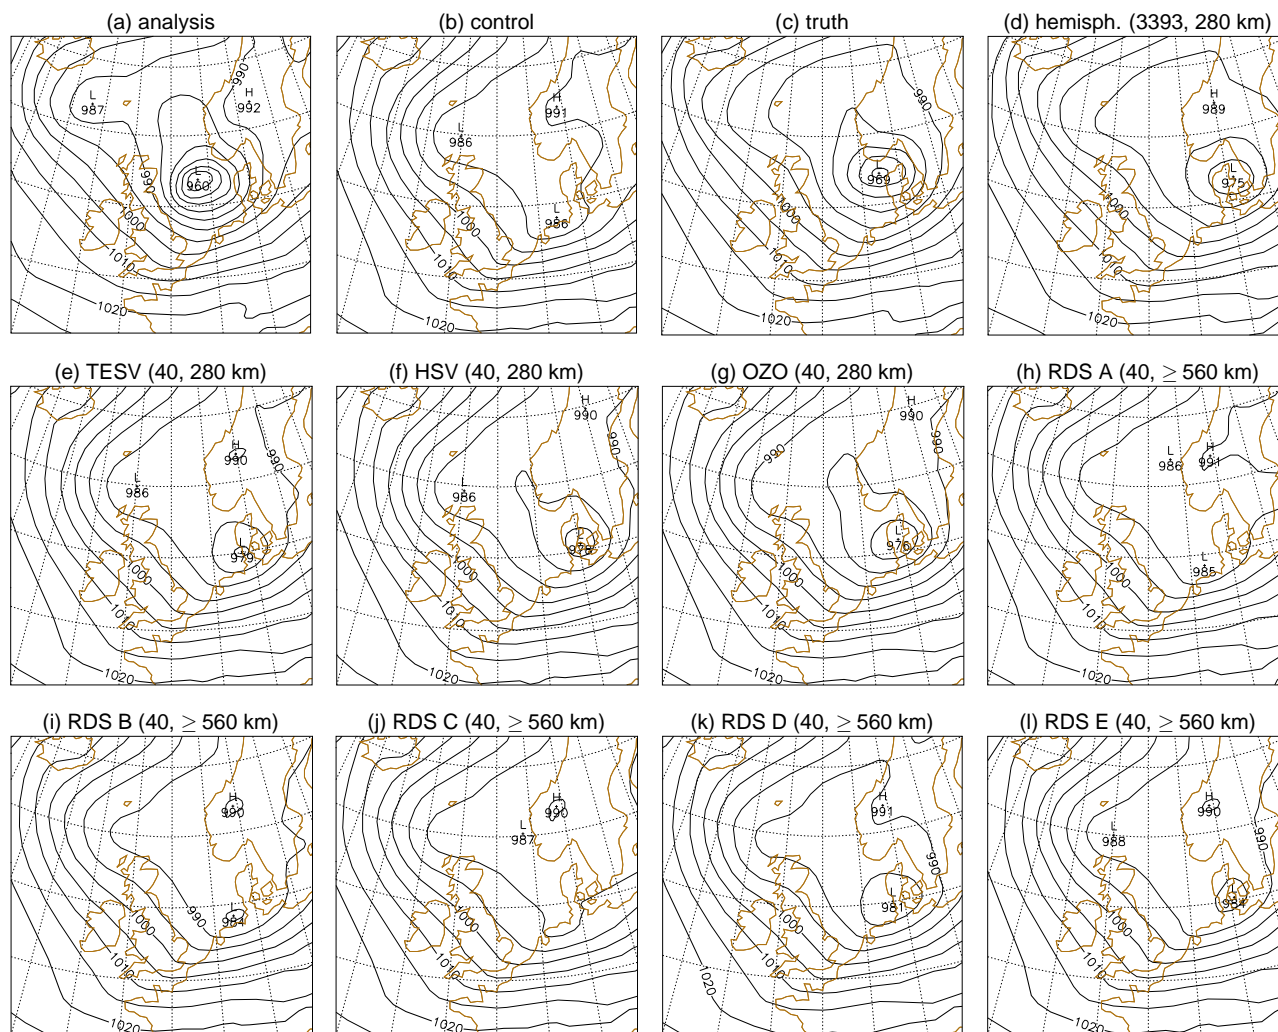 (a) analysis
990
L
987
H
992
L
960
990
1000
1010
1020
(b) control
L
986
H
991
L
986
1000
1010
1020
(c) truth
990
L
969
1000
1010
1020
(d) hemisph. (3393, 280 km)
H
989
L
975
1000
1010
1020
(e) TESV (40, 280 km)
L
986
H
990
990
L
979
1000
1010
1020
(f) HSV (40, 280 km)
H
990
990
L
986
1000
1010
1020
(g) OZO (40, 280 km)
H
990
990
990
L
976
1000
1010
1020
(h) RDS A (40, ≥ 560 km)
L
986
H
991
L
985
1000
1010
1020
(i) RDS B (40, ≥ 560 km)
H
990
L
984
990
1000
1010
1020
(j) RDS C (40, ≥ 560 km)
L
987
H
990
1000
1010
1020
(k) RDS D (40, ≥ 560 km)
H
991
990
L
981
1000
1010
1020
(l) RDS E (40, ≥ 560 km)
L
988
H
990
990
L
984
1000
1010
1020